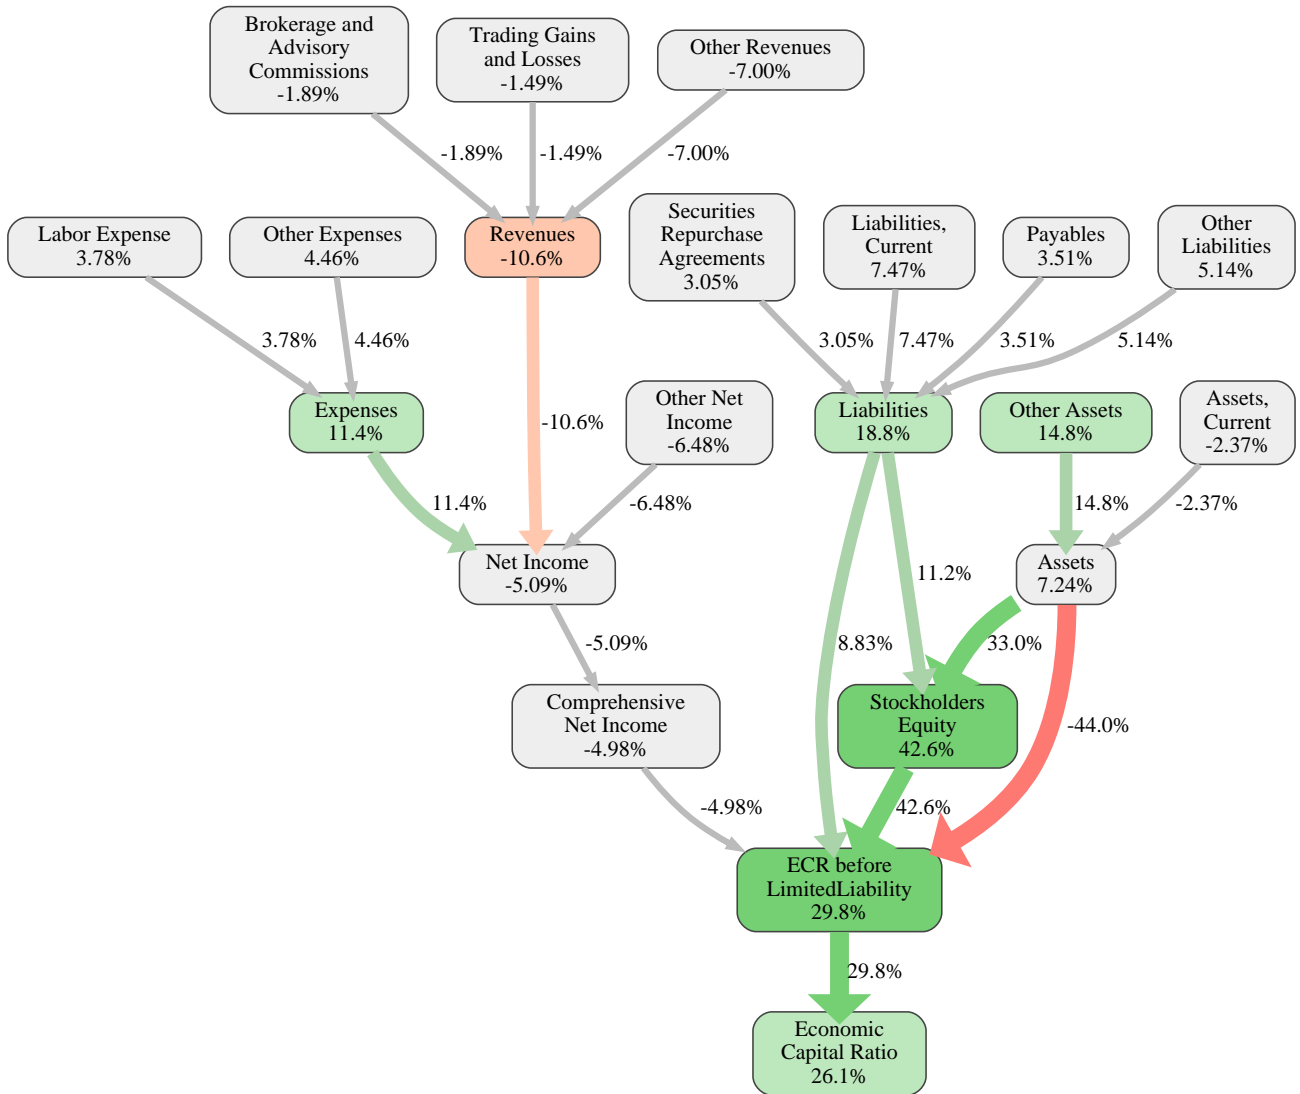 Brokerage and
Advisory
Commissions
-1.89%
Trading Gains
and Losses
-1.49%
Other Revenues
-7.00%
-1.89%
-1.49%
-7.00%
Labor Expense
3.78%
Other Expenses
4.46%
Revenues
-10.6%
Securities
Repurchase
Agreements
3.05%
Liabilities,
Current
7.47%
Payables
3.51%
Other
Liabilities
5.14%
3.78%
4.46%
3.05%
7.47%
3.51%
5.14%
Expenses
11.4%
-10.6%
Other Net
Income
-6.48%
Liabilities
18.8%
Other Assets
14.8%
Assets,
Current
-2.37%
11.4%
-6.48%
14.8%
-2.37%
Net Income
-5.09%
11.2%
Assets
7.24%
-5.09%
8.83%
33.0%
Comprehensive
Net Income
-4.98%
Stockholders
Equity
42.6%
-44.0%
-4.98%
42.6%
ECR before
LimitedLiability
29.8%
29.8%
Economic
Capital Ratio
26.1%